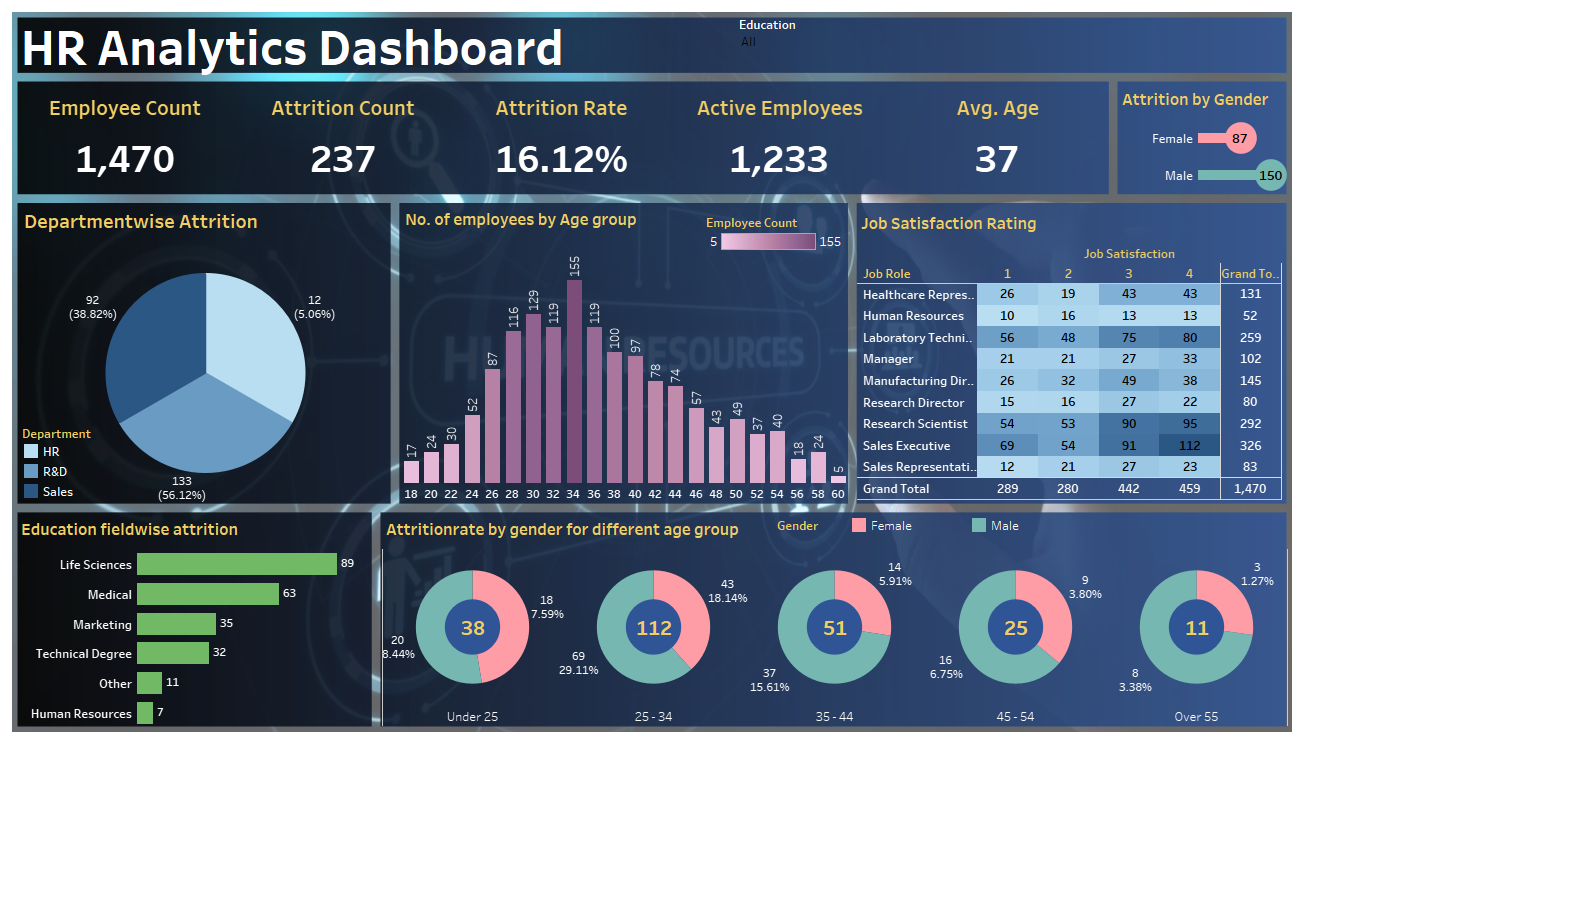 HR Analytics Dashboard
Education
All
Employee Count
Attrition Count
Attrition Rate
Active Employees
Avg. Age
1,470
237
16.12%
1,233
37
Attrition by Gender
Female 87
Male 150
Departmentwise Attrition
92
(38.82%)
12
(5.06%)
133
(56.12%)
Department
HR
R&D
Sales
No. of employees by Age group
Employee Count
5 155
17 24 30 52 87 116 129 119 155 119 100 97 78 74 57 43 49 37 40 18 24 5
18 20 22 24 26 28 30 32 34 36 38 40 42 44 46 48 50 52 54 56 58 60
Job Satisfaction Rating
Job Satisfaction
Job Role 1 2 3 4 Grand To..
Healthcare Repres.. 26 19 43 43 131
Human Resources 10 16 13 13 52
Laboratory Techni.. 56 48 75 80 259
Manager 21 21 27 33 102
Manufacturing Dir.. 26 32 49 38 145
Research Director 15 16 27 22 80
Research Scientist 54 53 90 95 292
Sales Executive 69 54 91 112 326
Sales Representati.. 12 21 27 23 83
Grand Total 289 280 442 459 1,470
Education fieldwise attrition
Life Sciences 89
Medical 63
Marketing 35
Technical Degree 32
Other 11
Human Resources 7
Attritionrate by gender for different age group
Gender Female Male
18
7.59%
38
20
8.44%
Under 25
43
18.14%
112
69
29.11%
25 - 34
14
5.91%
51
37
15.61%
35 - 44
9
3.80%
25
16
6.75%
45 - 54
3
1.27%
11
8
3.38%
Over 55